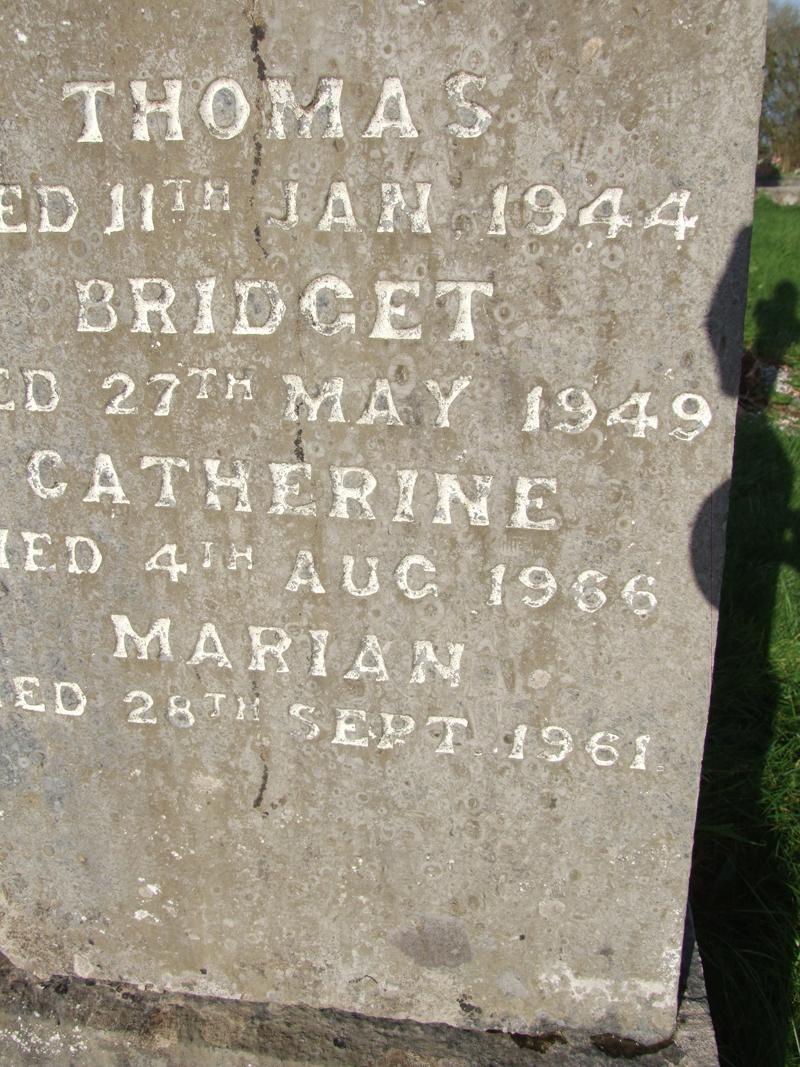 THOMAS
ED 11TH JAN 1944
BRIDGET
ED 27TH MAY 1949
CATHERINE
IED 4TH AUG 1966
MARIAN
IED 28TH SEPT. 1961.